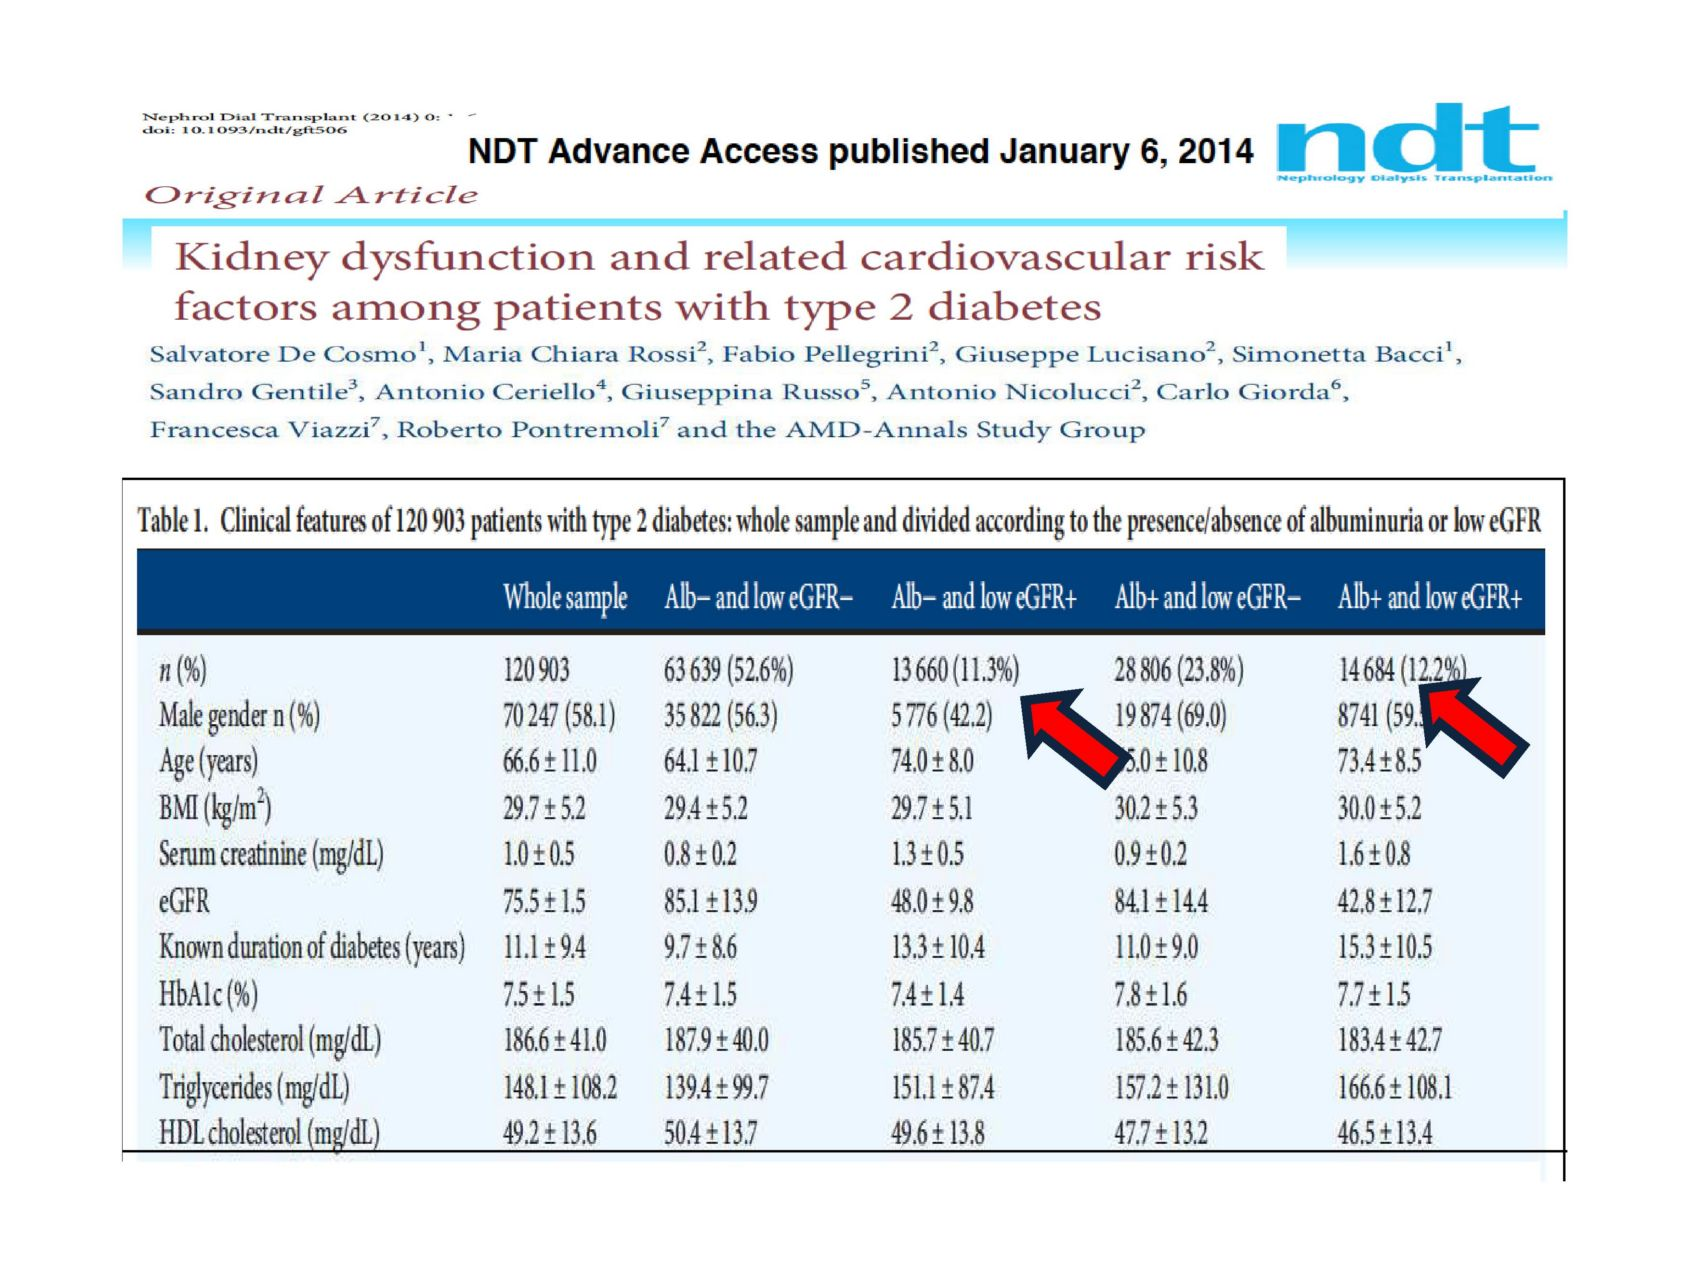 Nephrol Dial Transplant (2014) 0:
doi: 10.1093/ndt/gft506
NDT Advance Access published January 6, 2014
ndt
Nephrology Dialysis Transplantation
Original Article
Kidney dysfunction and related cardiovascular risk
factors among patients with type 2 diabetes
Salvatore De Cosmo¹, Maria Chiara Rossi², Fabio Pellegrini², Giuseppe Lucisano², Simonetta Bacci¹,
Sandro Gentile³, Antonio Ceriello⁴, Giuseppina Russo⁵, Antonio Nicolucci², Carlo Giorda⁶,
Francesca Viazzi⁷, Roberto Pontremoli⁷ and the AMD-Annals Study Group
Table 1. Clinical features of 120 903 patients with type 2 diabetes: whole sample and divided according to the presence/absence of albuminuria or low eGFR
Whole sample Alb− and low eGFR− Alb− and low eGFR+ Alb+ and low eGFR− Alb+ and low eGFR+
n (%) 120 903 63 639 (52.6%) 13 660 (11.3%) 28 806 (23.8%) 14 684 (12.2%)
Male gender n (%) 70 247 (58.1) 35 822 (56.3) 5 776 (42.2) 19 874 (69.0) 8741 (59.
Age (years) 66.6 ± 11.0 64.1 ± 10.7 74.0 ± 8.0 5.0 ± 10.8 73.4 ± 8.5
BMI (kg/m²) 29.7 ± 5.2 29.4 ± 5.2 29.7 ± 5.1 30.2 ± 5.3 30.0 ± 5.2
Serum creatinine (mg/dL) 1.0 ± 0.5 0.8 ± 0.2 1.3 ± 0.5 0.9 ± 0.2 1.6 ± 0.8
eGFR 75.5 ± 1.5 85.1 ± 13.9 48.0 ± 9.8 84.1 ± 14.4 42.8 ± 12.7
Known duration of diabetes (years) 11.1 ± 9.4 9.7 ± 8.6 13.3 ± 10.4 11.0 ± 9.0 15.3 ± 10.5
HbA1c (%) 7.5 ± 1.5 7.4 ± 1.5 7.4 ± 1.4 7.8 ± 1.6 7.7 ± 1.5
Total cholesterol (mg/dL) 186.6 ± 41.0 187.9 ± 40.0 185.7 ± 40.7 185.6 ± 42.3 183.4 ± 42.7
Triglycerides (mg/dL) 148.1 ± 108.2 139.4 ± 99.7 151.1 ± 87.4 157.2 ± 131.0 166.6 ± 108.1
HDL cholesterol (mg/dL) 49.2 ± 13.6 50.4 ± 13.7 49.6 ± 13.8 47.7 ± 13.2 46.5 ± 13.4